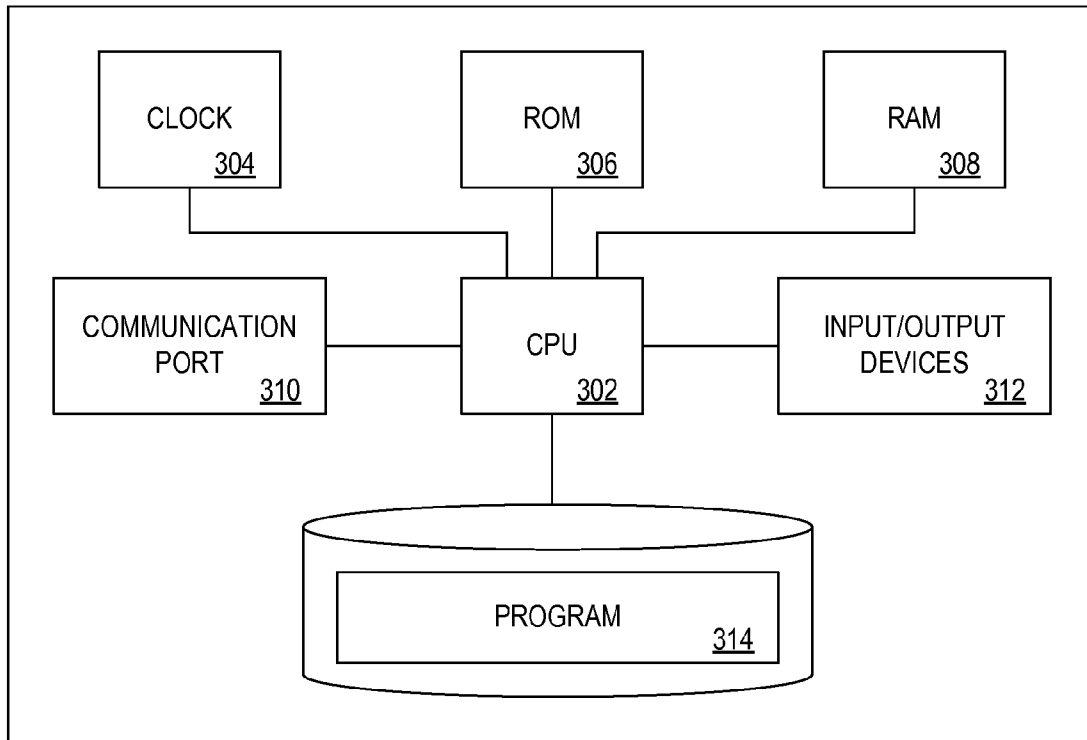 CLOCK
304
ROM
306
RAM
308
COMMUNICATION
PORT
310
CPU
302
INPUT/OUTPUT
DEVICES
312
PROGRAM
314